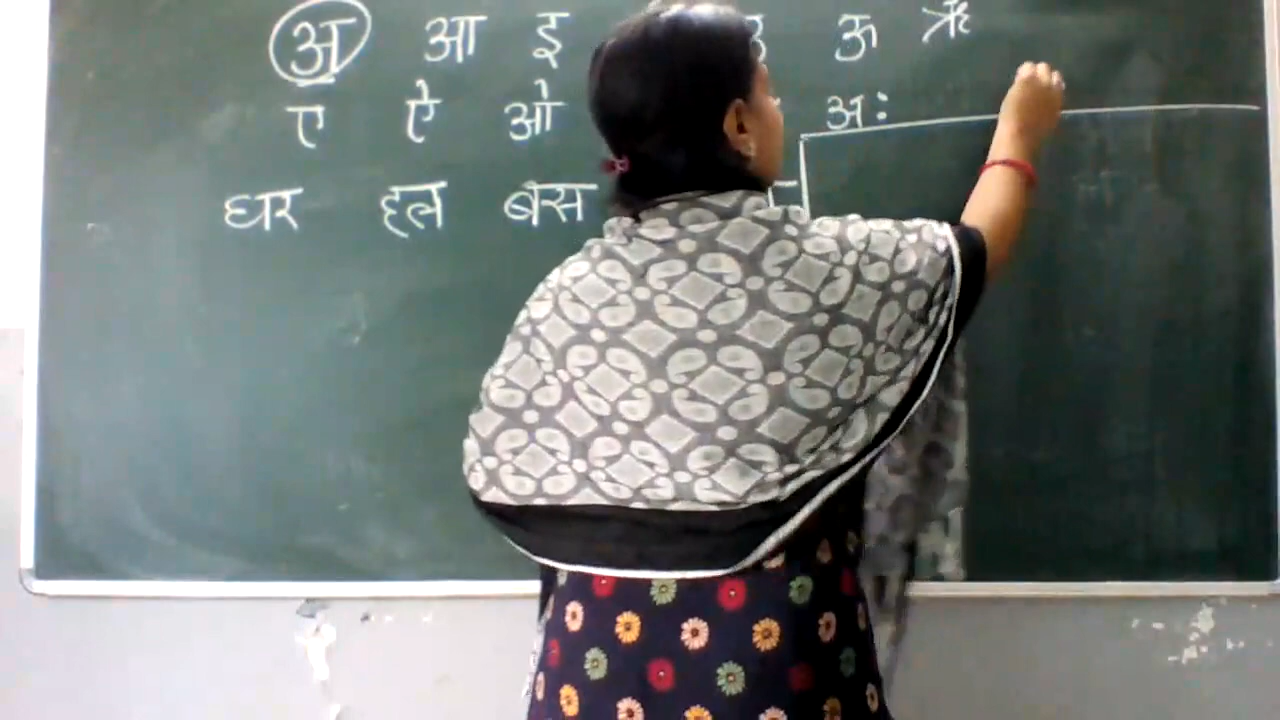 अ आ इ ऊ ऋ
ए ऐ ओ अः
घर हल बस